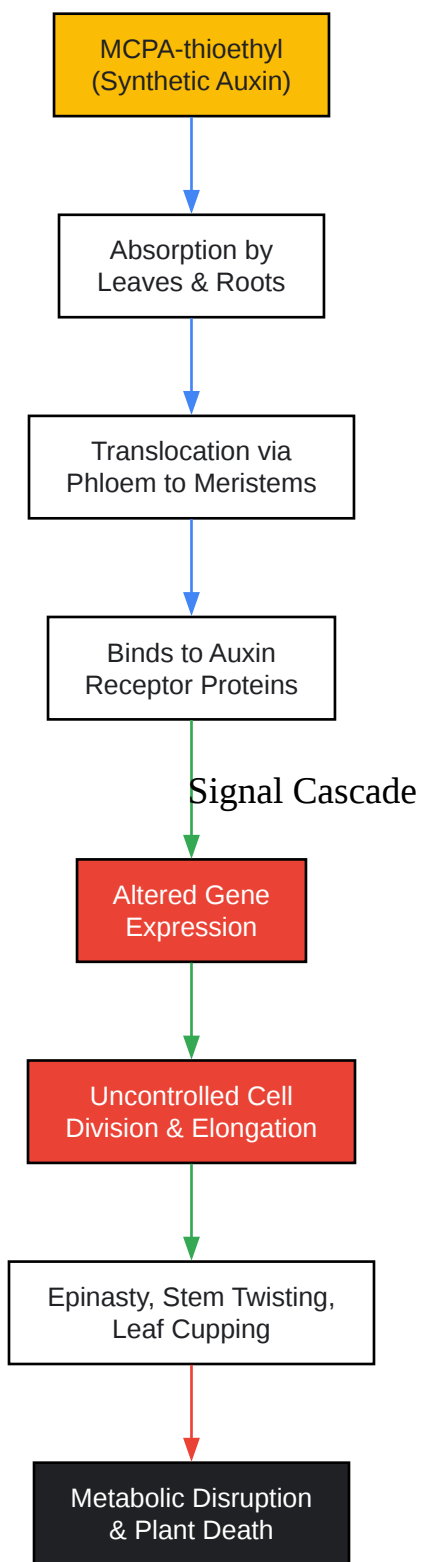 MCPA-thioethyl
(Synthetic Auxin)
Absorption by
Leaves & Roots
Translocation via
Phloem to Meristems
Binds to Auxin
Receptor Proteins
Signal Cascade
Altered Gene
Expression
Uncontrolled Cell
Division & Elongation
Epinasty, Stem Twisting,
Leaf Cupping
Metabolic Disruption
& Plant Death